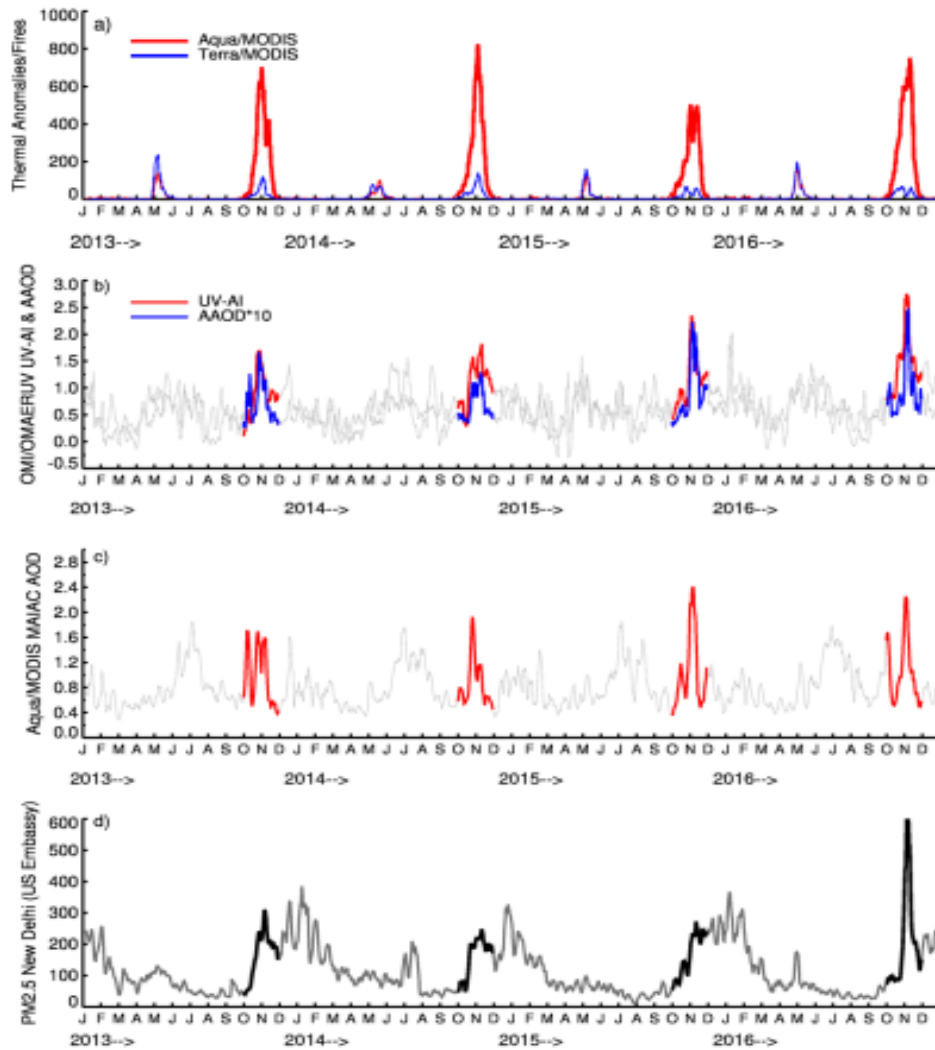 Thermal Anomalies/Fires
a)
Aqua/MODIS
Terra/MODIS
1000
800
600
400
200
0
J F M A M J J A S O N D J F M A M J J A S O N D J F M A M J J A S O N D J F M A M J J A S O N D
2013--> 2014--> 2015--> 2016-->
OMI/OMAERUV UV-AI & AAOD
b)
UV-AI
AAOD*10
3.0
2.5
2.0
1.5
1.0
0.5
0.0
-0.5
J F M A M J J A S O N D J F M A M J J A S O N D J F M A M J J A S O N D J F M A M J J A S O N D
2013--> 2014--> 2015--> 2016-->
Aqua/MODIS MAIAC AOD
c)
2.8
2.4
2.0
1.6
1.2
0.8
0.4
0.0
J F M A M J J A S O N D J F M A M J J A S O N D J F M A M J J A S O N D J F M A M J J A S O N D
2013--> 2014--> 2015--> 2016-->
PM2.5 New Delhi (US Embassy)
d)
600
500
400
300
200
100
0
J F M A M J J A S O N D J F M A M J J A S O N D J F M A M J J A S O N D J F M A M J J A S O N D
2013--> 2014--> 2015--> 2016-->